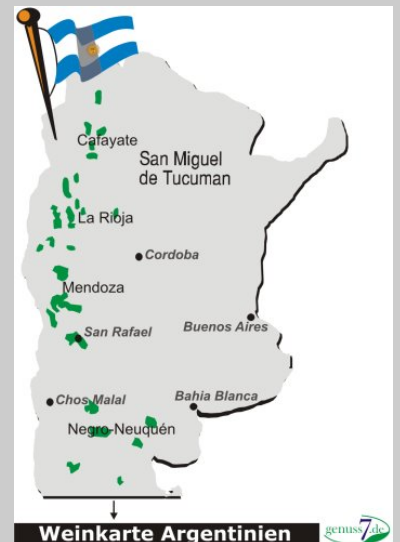 Cafayate
San Miguel
de Tucuman
La Rioja
Cordoba
Mendoza
San Rafael
Buenos Aires
Chos Malal
Bahia Blanca
Negro-Neuquén
Weinkarte Argentinien
genuss7.de